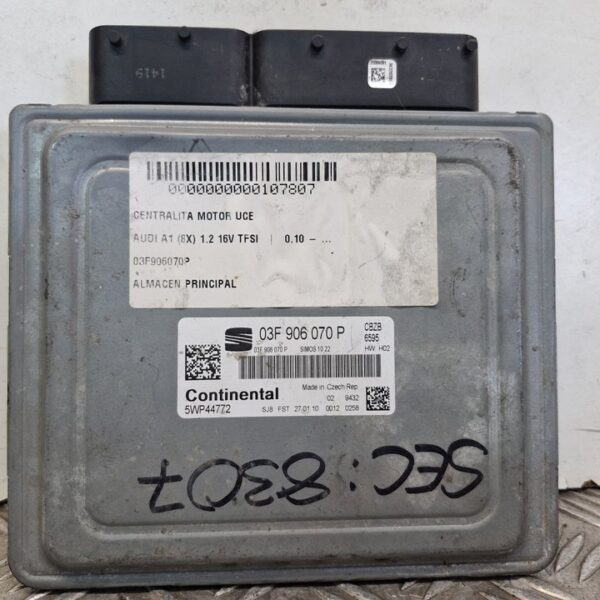 1419
0000000000107807
CENTRALITA MOTOR UCE
AUDI A1 (8X) 1.2 16V TFSI | 0.10 - ...
03F906070P
ALMACEN PRINCIPAL
03F 906 070 P CBZB
6595
03F 906 070 P SIMOS 10.22 HW H02
Made in Czech Rep.
Continental 02 9432
5WP44772 SJ8 FST 27.01.10 0012 0258
SEC: 8307